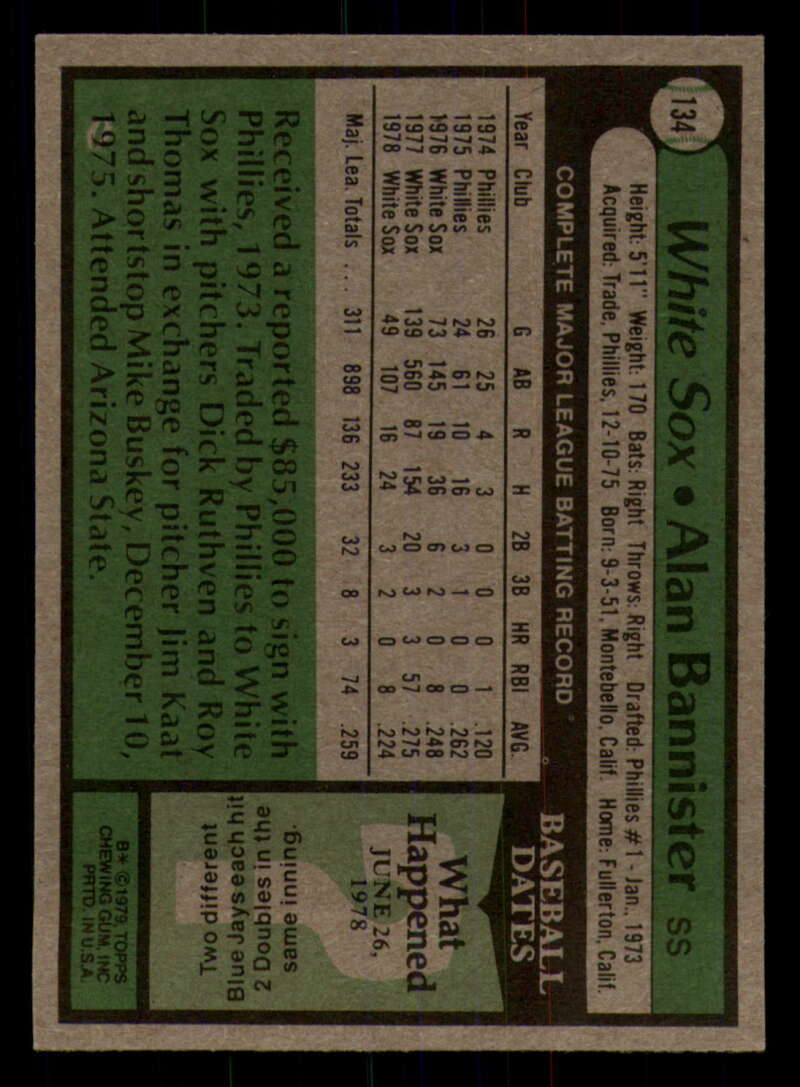 134
White Sox • Alan Bannister SS
Height: 5'11" Weight: 170 Bats: Right Throws: Right Drafted: Phillies #1 - Jan., 1973
Acquired: Trade, Phillies, 12-10-75 Born: 9-3-51, Montebello, Calif. Home: Fullerton, Calif.
COMPLETE MAJOR LEAGUE BATTING RECORD
Year Club G AB R H 2B 3B HR RBI AVG.
1974 Phillies 26 25 4 3 0 0 0 1 .120
1975 Phillies 24 61 10 16 3 1 0 0 .262
1976 White Sox 73 145 19 36 6 2 0 8 .248
1977 White Sox 139 560 87 154 20 3 3 57 .275
1978 White Sox 49 107 16 24 3 2 0 8 .224
Maj. Lea. Totals ... 311 898 136 233 32 8 3 74 .259
Received a reported $85,000 to sign with
Phillies, 1973. Traded by Phillies to White
Sox with pitchers Dick Ruthven and Roy
Thomas in exchange for pitcher Jim Kaat
and shortstop Mike Buskey, December 10,
1975. Attended Arizona State.
BASEBALL
DATES
What
Happened
JUNE 26,
1978
Two different
Blue Jays each hit
2 Doubles in the
same inning.
B* ©1979, TOPPS
CHEWING GUM, INC
PRTD. IN U.S.A.